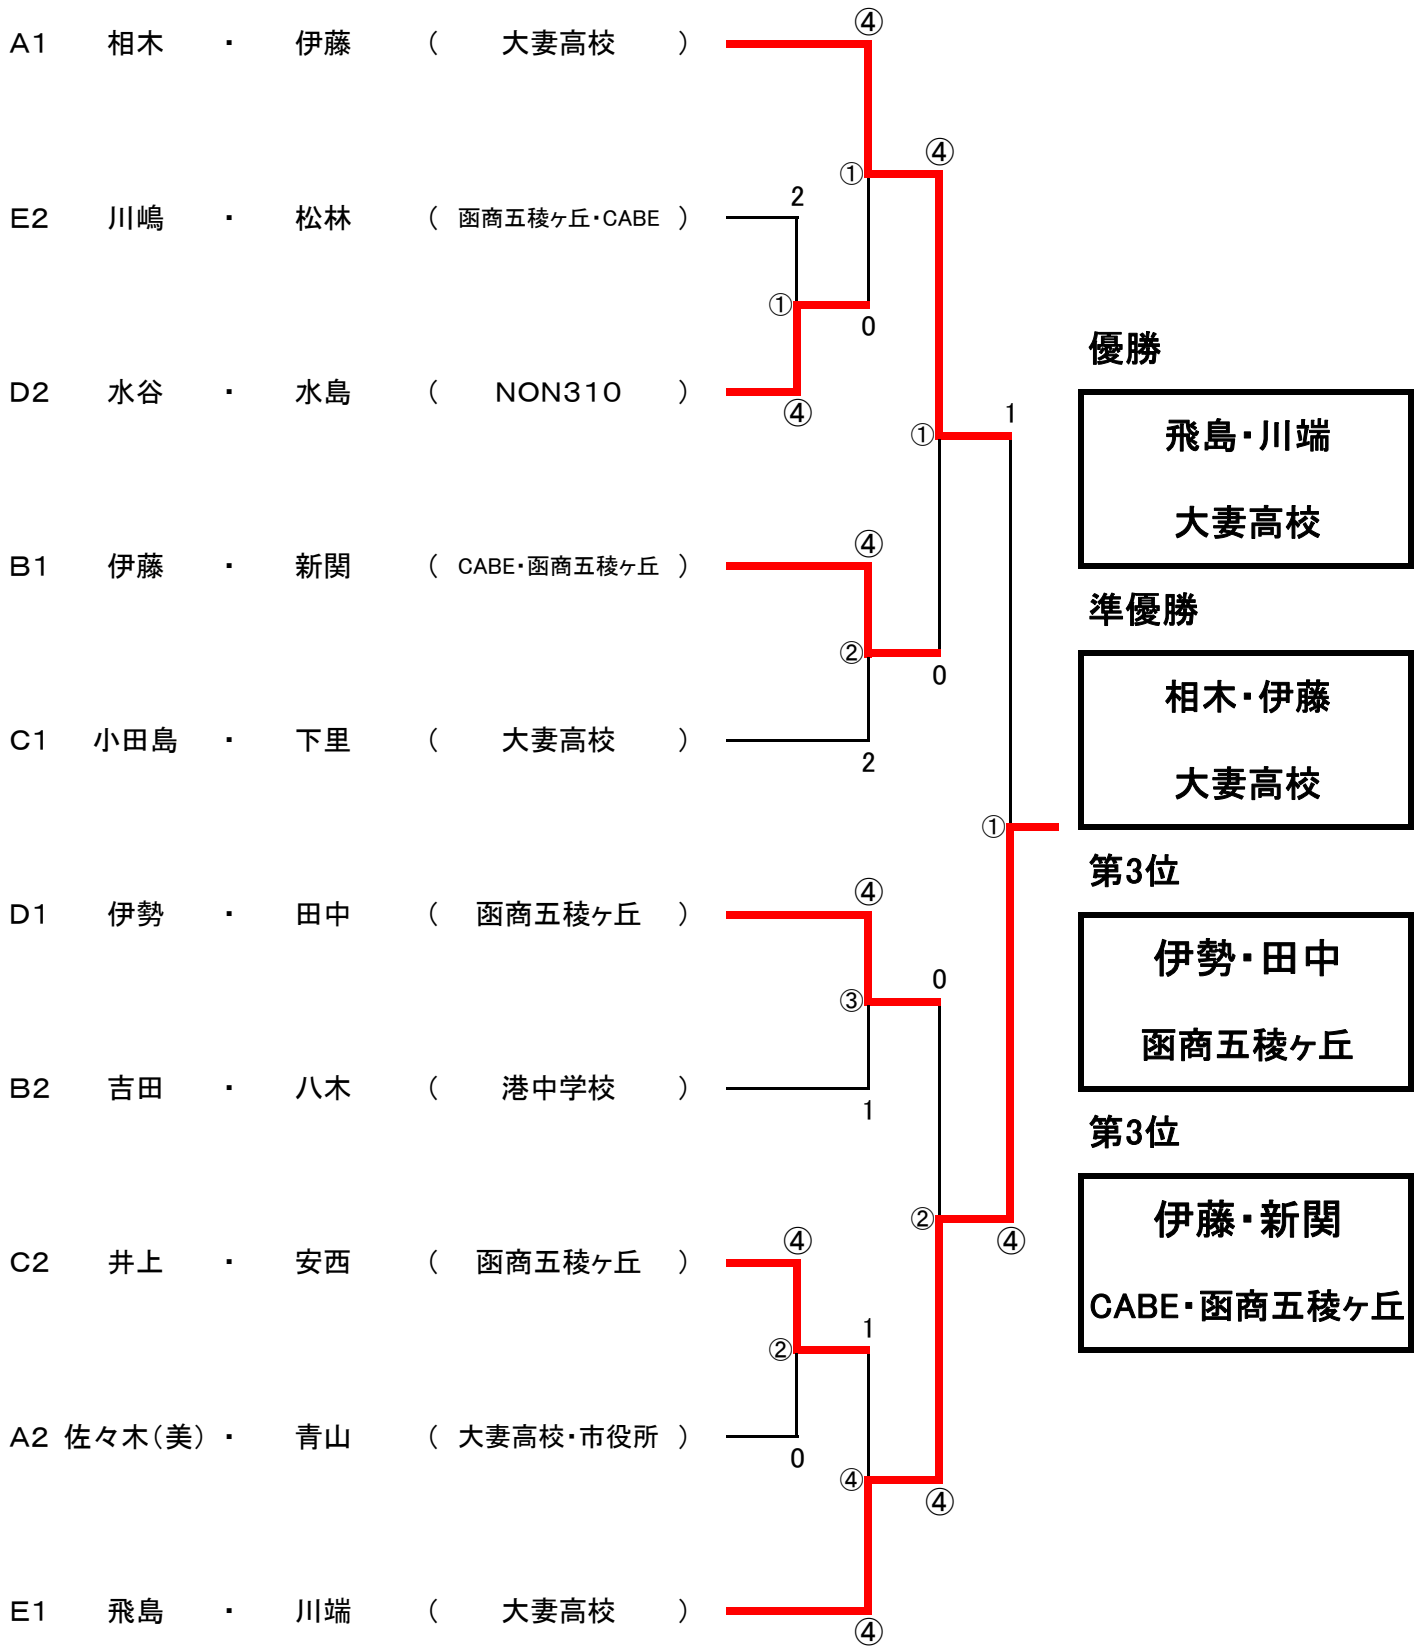 ④
A1 相木 ・ 伊藤 （ 大妻高校 ）
④
①
2
E2 川嶋 ・ 松林 （ 函商五稜ヶ丘・CABE ）
①
0
優勝
D2 水谷 ・ 水島 （ NON310 ）
④
1
①
飛島・川端
大妻高校
④
B1 伊藤 ・ 新関 （ CABE・函商五稜ヶ丘 ）
準優勝
②
0
相木・伊藤
C1 小田島 ・ 下里 （ 大妻高校 ）
2
大妻高校
①
第3位
④
D1 伊勢 ・ 田中 （ 函商五稜ヶ丘 ）
伊勢・田中
0
③
函商五稜ヶ丘
B2 吉田 ・ 八木 （ 港中学校 ）
1
第3位
②
伊藤・新関
④
④
C2 井上 ・ 安西 （ 函商五稜ヶ丘 ）
CABE・函商五稜ヶ丘
1
②
A2 佐々木（美） ・ 青山 （ 大妻高校・市役所 ）
0
④
④
E1 飛島 ・ 川端 （ 大妻高校 ）
④